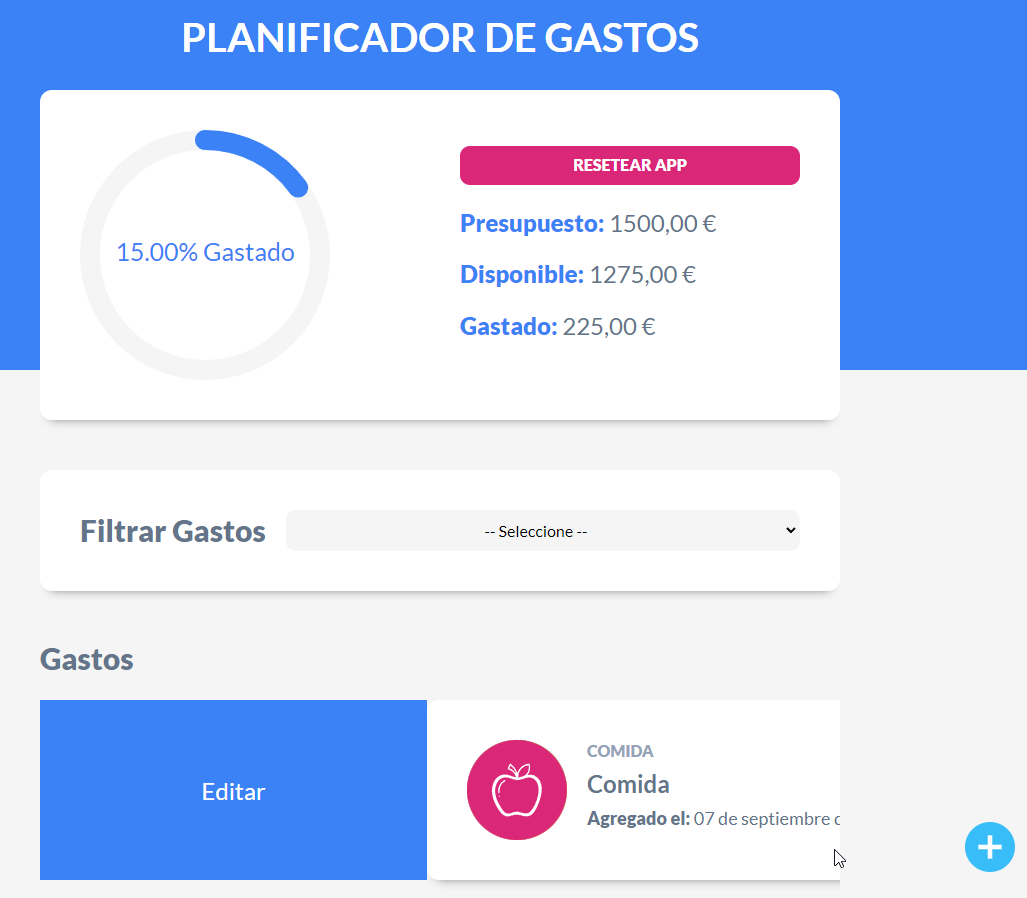 PLANIFICADOR DE GASTOS
15.00% Gastado
RESETEAR APP
Presupuesto: 1500,00 €
Disponible: 1275,00 €
Gastado: 225,00 €
Filtrar Gastos
-- Seleccione --
Gastos
Editar
COMIDA
Comida
Agregado el: 07 de septiembre